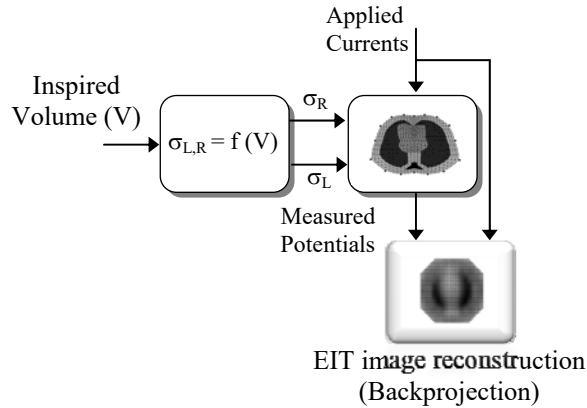 Applied
Currents
Inspired
Volume (V)
σL,R = f (V)
σR
σL
Measured
Potentials
EIT image reconstruction
(Backprojection)